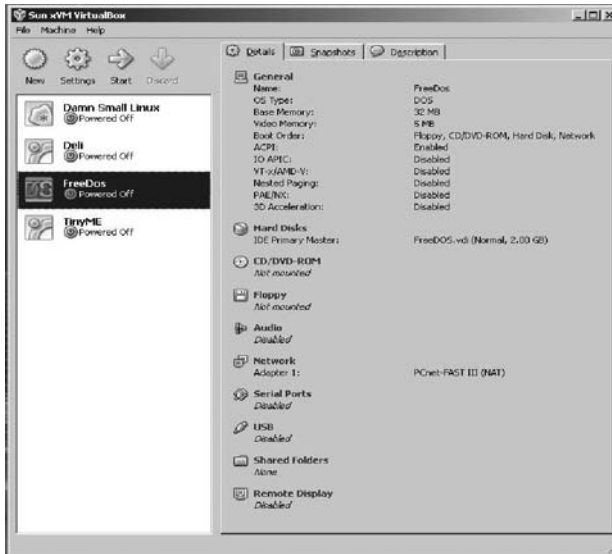 Sun xVM VirtualBox
File Machine Help
New Settings Start Discard
Damn Small Linux
Powered Off
Deli
Powered Off
FreeDos
Powered Off
TinyME
Powered Off
Details Snapshots Description
General
Name: FreeDos
OS Type: DOS
Base Memory: 32 MB
Video Memory: 5 MB
Boot Order: Floppy, CD/DVD-ROM, Hard Disk, Network
ACPI: Enabled
IO APIC: Disabled
VT-x/AMD-V: Disabled
Nested Paging: Disabled
PAE/NX: Disabled
3D Acceleration: Disabled
Hard Disks
IDE Primary Master: FreeDOS.vdi (Normal, 2.00 GB)
CD/DVD-ROM
Not mounted
Floppy
Not mounted
Audio
Disabled
Network
Adapter 1: PCnet-FAST III (NAT)
Serial Ports
Disabled
USB
Disabled
Shared Folders
None
Remote Display
Disabled